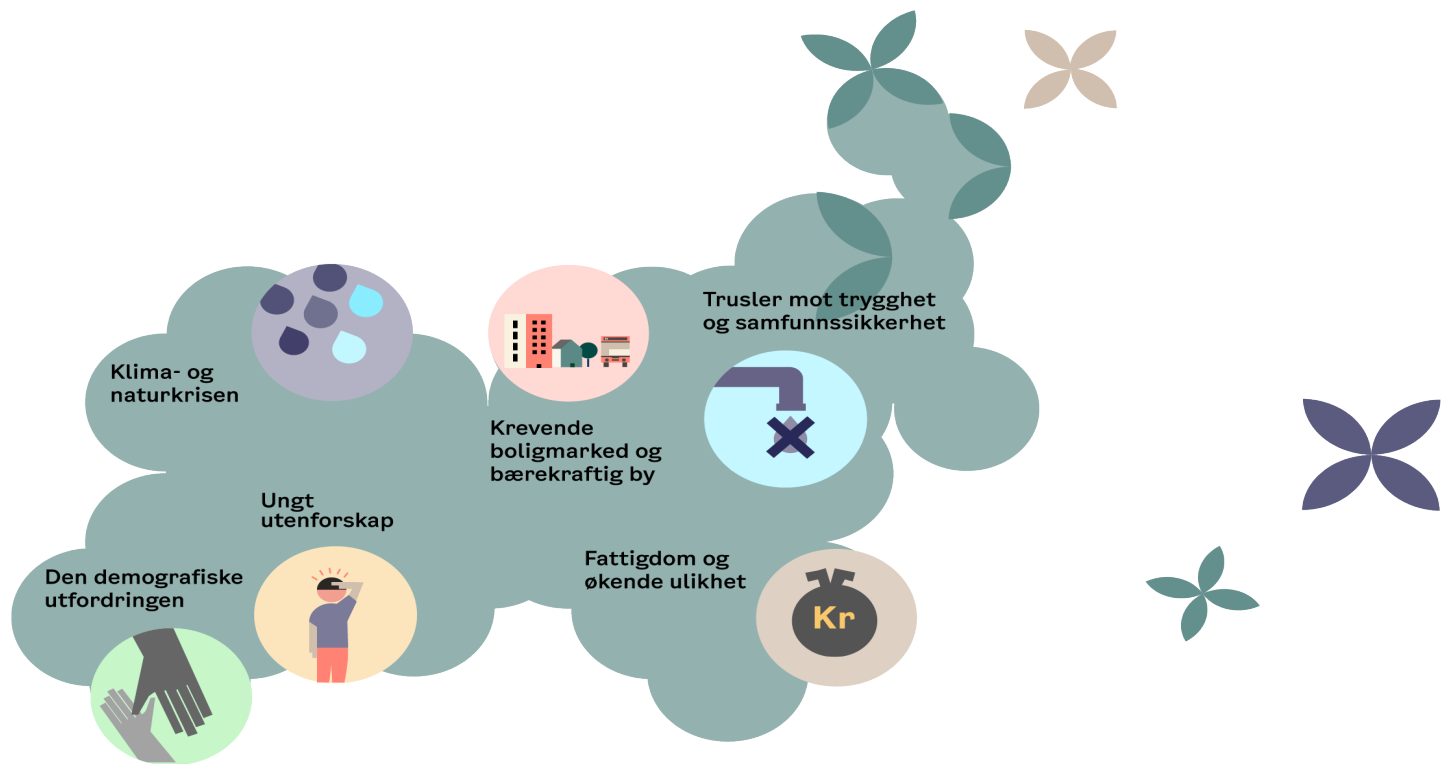 Klima- og
naturkrisen
Krevende
boligmarked og
bærekraftig by
Trusler mot trygghet
og samfunnssikkerhet
Ungt
utenforskap
Den demografiske
utfordringen
Fattigdom og
økende ulikhet
Kr